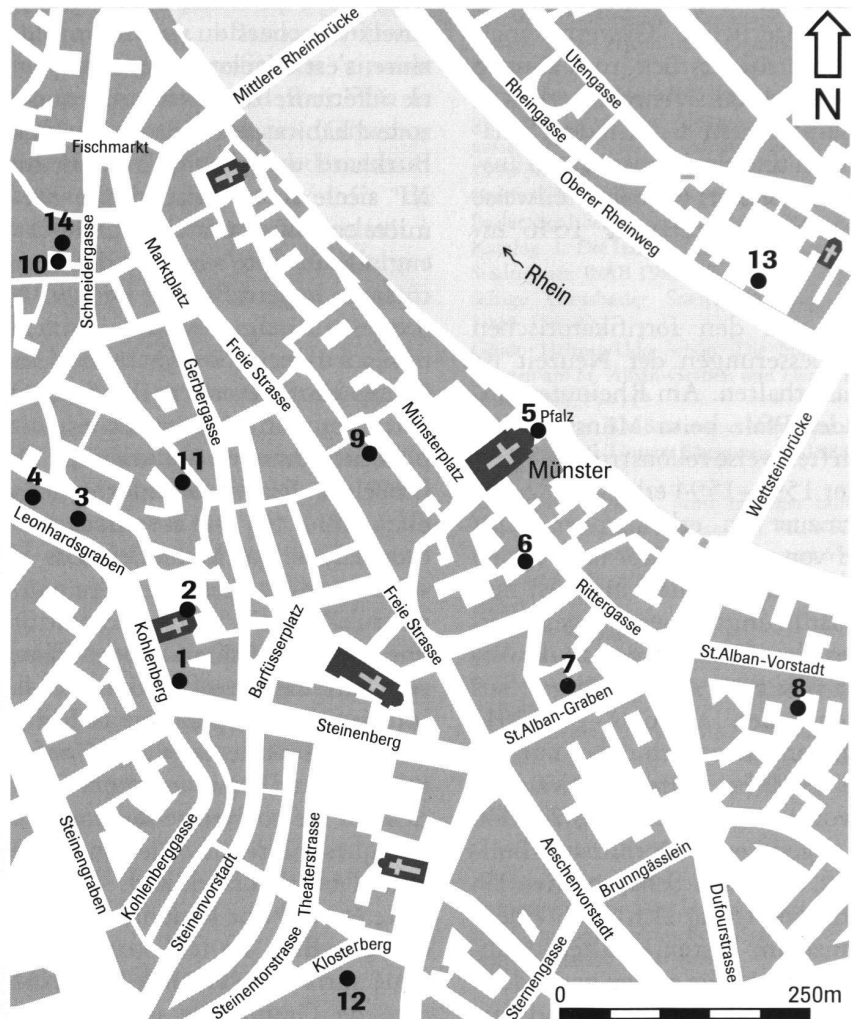 Mittlere Rheinbrücke
Utengasse
Rheingasse
N
Fischmarkt
Oberer Rheinweg
14
10
Schneidergasse
Marktplatz
Rhein
13
Gerbergasse
Freie Strasse
Münsterplatz
5 Pfalz
Münster
Wettsteinbrücke
9
11
4
3
Leonhardsgraben
6
Rittergasse
2
Kohlenberg
Barfüsserplatz
Freie Strasse
St.Alban-Vorstadt
1
7
8
Steinenberg
St.Alban-Graben
Steinengraben
Kohlenberggasse
Steinenvorstadt
Theaterstrasse
Aeschenvorstadt
Brunngässlein
Dufourstrasse
Steinentorstrasse
Klosterberg
12
Sternengasse
0 250m